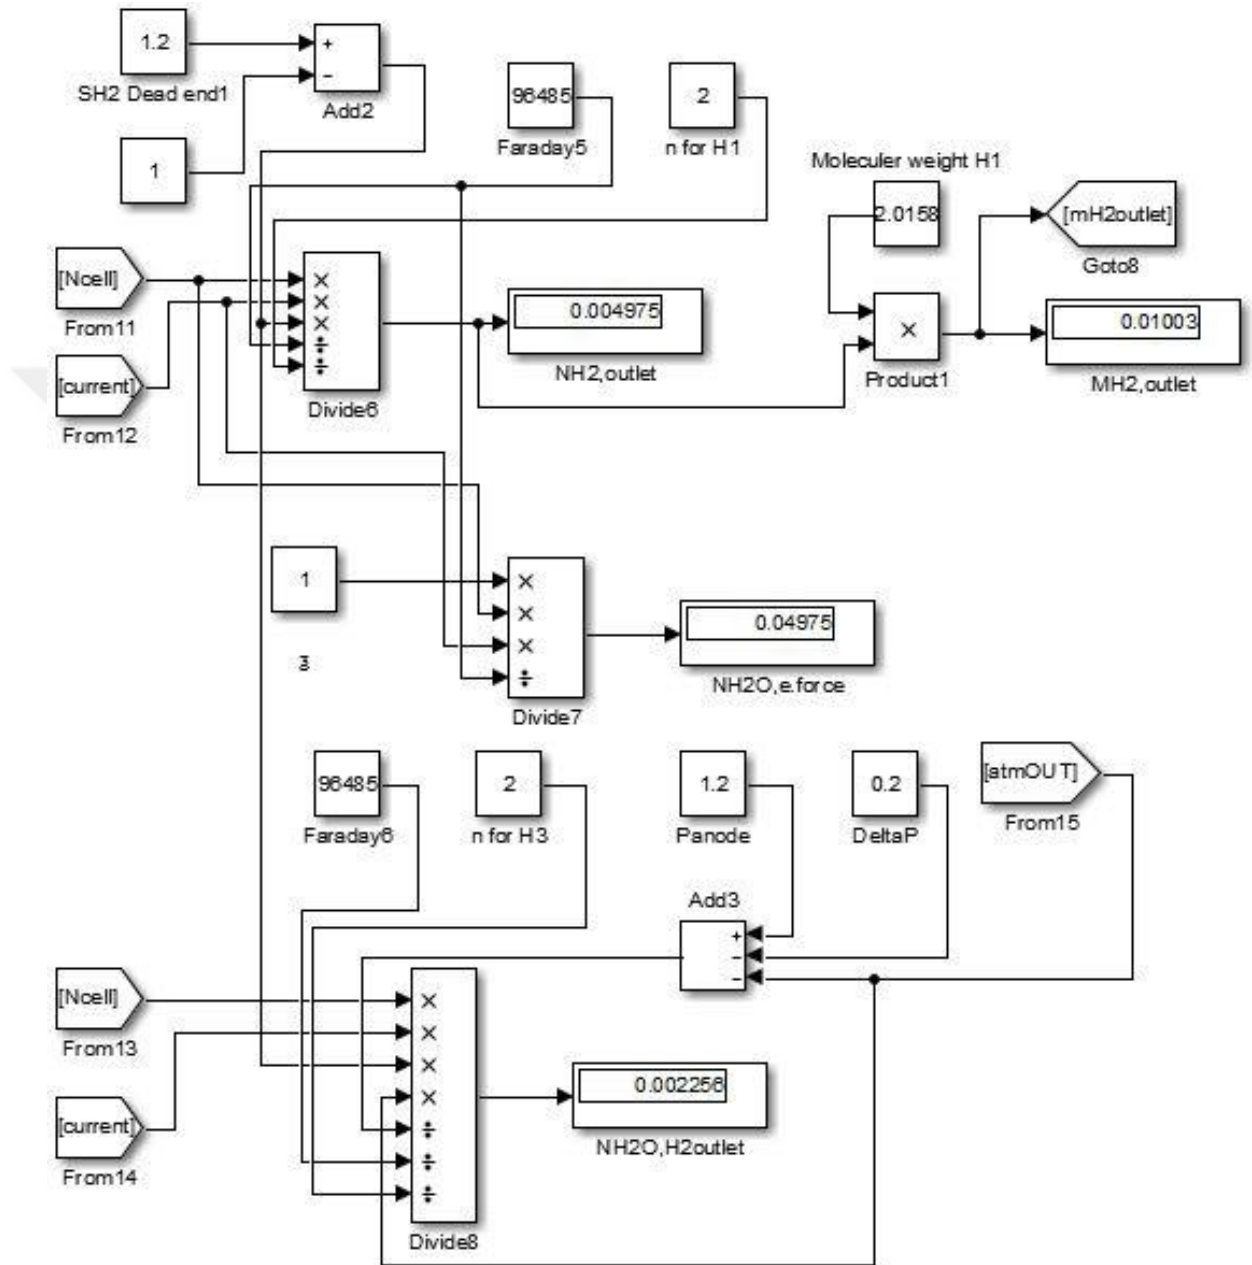 1.2
SH2 Dead end1
+
−
Add2
1
96485
Faraday5
2
n for H1
Moleculer weight H1
2.0158
[mH2outlet]
Goto8
[Ncell]
From11
[current]
From12
×
×
×
÷
÷
Divide6
0.004975
NH2,outlet
×
Product1
0.01003
MH2,outlet
1
3
×
×
×
÷
Divide7
0.04975
NH2O,e.force
96485
Faraday6
2
n for H3
1.2
Panode
0.2
DeltaP
[atmOUT]
From15
Add3
+
−
−
[Ncell]
From13
[current]
From14
×
×
×
×
÷
÷
÷
Divide8
0.002256
NH2O,H2outlet